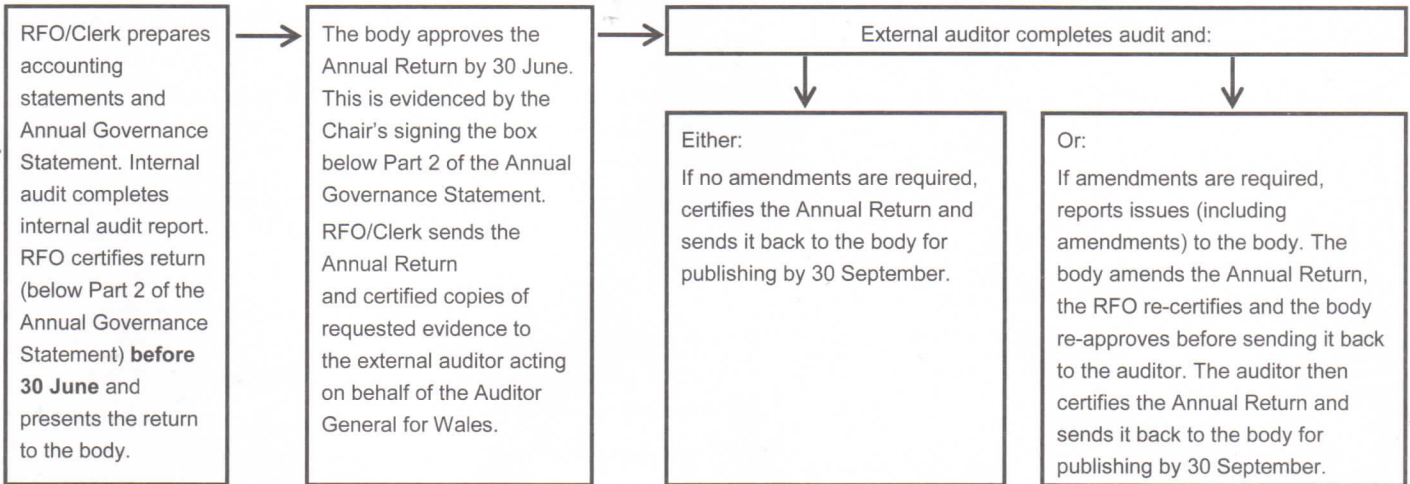 RFO/Clerk prepares
accounting
statements and
Annual Governance
Statement. Internal
audit completes
internal audit report.
RFO certifies return
(below Part 2 of the
Annual Governance
Statement) before
30 June and
presents the return
to the body.
The body approves the
Annual Return by 30 June.
This is evidenced by the
Chair's signing the box
below Part 2 of the Annual
Governance Statement.
RFO/Clerk sends the
Annual Return
and certified copies of
requested evidence to
the external auditor acting
on behalf of the Auditor
General for Wales.
External auditor completes audit and:
Either:
If no amendments are required,
certifies the Annual Return and
sends it back to the body for
publishing by 30 September.
Or:
If amendments are required,
reports issues (including
amendments) to the body. The
body amends the Annual Return,
the RFO re-certifies and the body
re-approves before sending it back
to the auditor. The auditor then
certifies the Annual Return and
sends it back to the body for
publishing by 30 September.